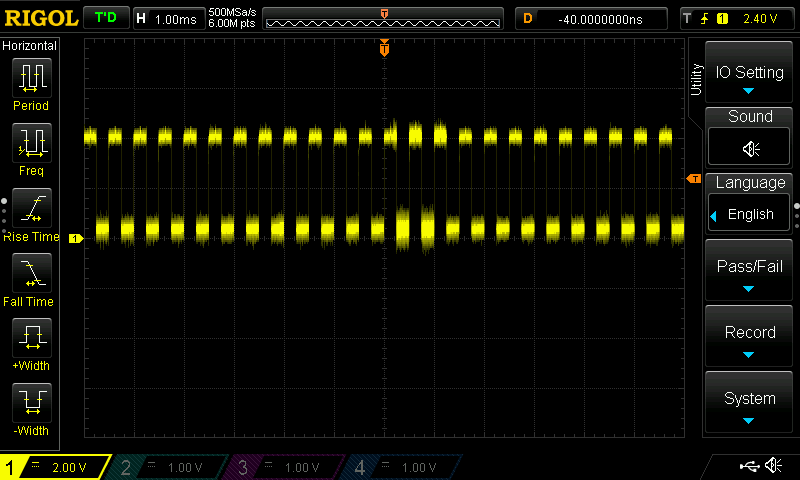 RIGOL T'D H 1.00ms 500MSa/s 6.00M pts T D -40.0000000ns T 1 2.40 V
Horizontal
Period
Freq
Rise Time
Fall Time
+Width
-Width
T
T
1
Utility
IO Setting
Sound
Language
English
Pass/Fail
Record
System
1 2.00 V 2 1.00 V 3 1.00 V 4 1.00 V